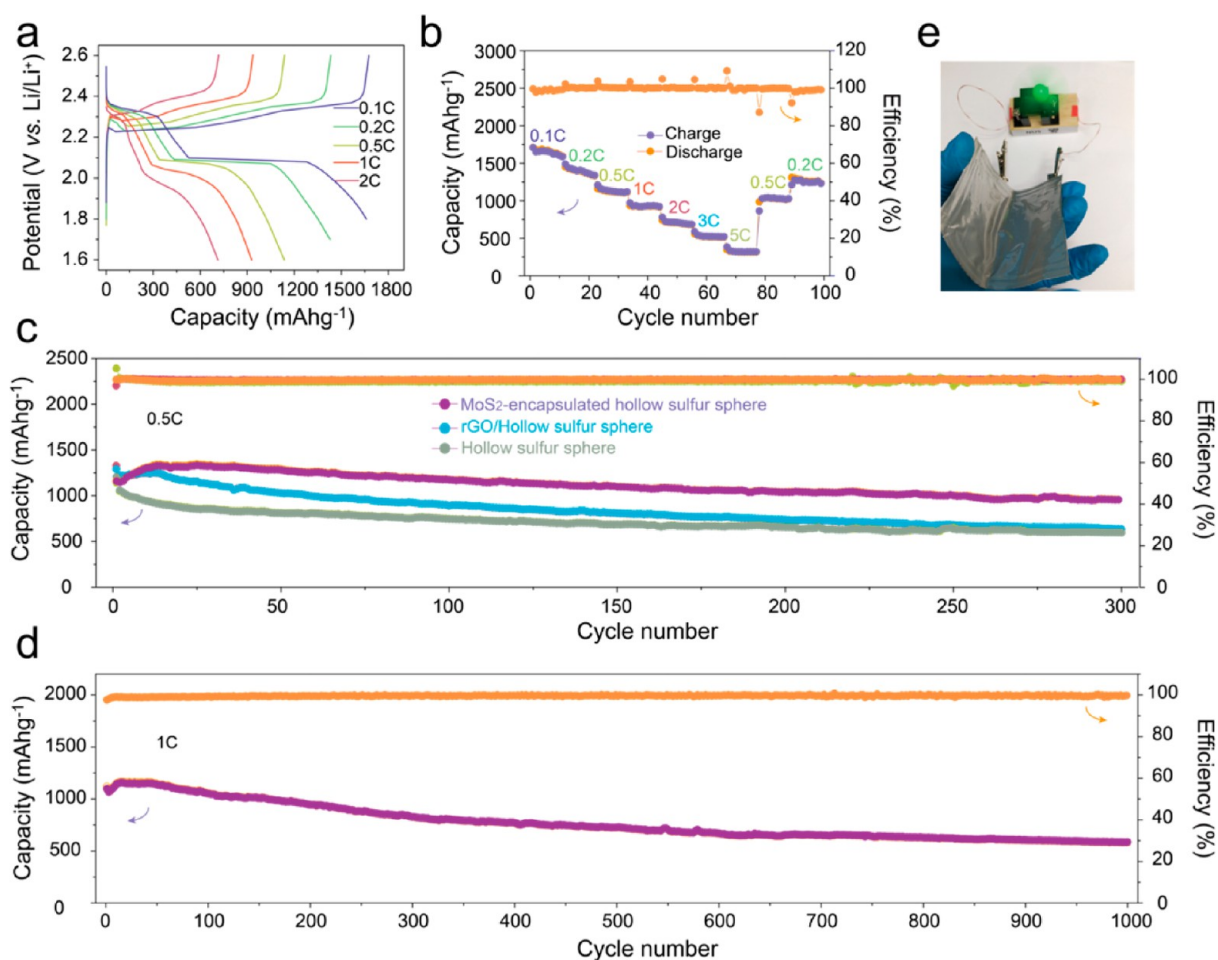 a
2.6
2.4
2.2
2.0
1.8
1.6
Potential (V vs. Li/Li⁺)
0.1C
0.2C
0.5C
1C
2C
0 300 600 900 1200 1500 1800
Capacity (mAhg⁻¹)
b
3000
2500
2000
1500
1000
500
0
Capacity (mAhg⁻¹)
0.1C
0.2C
0.5C
1C
2C
3C
5C
0.5C
0.2C
Charge
Discharge
120
100
80
60
40
20
0
Efficiency (%)
0 20 40 60 80 100
Cycle number
e
c
2500
2000
1500
1000
500
0
Capacity (mAhg⁻¹)
0.5C
MoS₂-encapsulated hollow sulfur sphere
rGO/Hollow sulfur sphere
Hollow sulfur sphere
100
80
60
40
20
0
Efficiency (%)
0 50 100 150 200 250 300
Cycle number
d
2000
1500
1000
500
0
Capacity (mAhg⁻¹)
1C
100
80
60
40
20
0
Efficiency (%)
0 100 200 300 400 500 600 700 800 900 1000
Cycle number